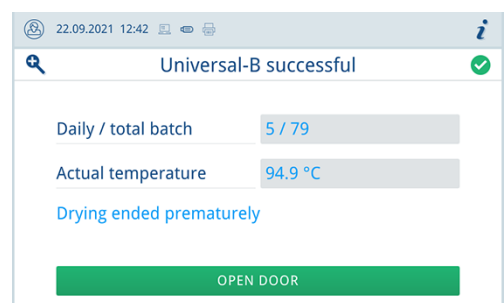 22.09.2021 12:42
i
Universal-B successful
Daily / total batch 5 / 79
Actual temperature 94.9 °C
Drying ended prematurely
OPEN DOOR